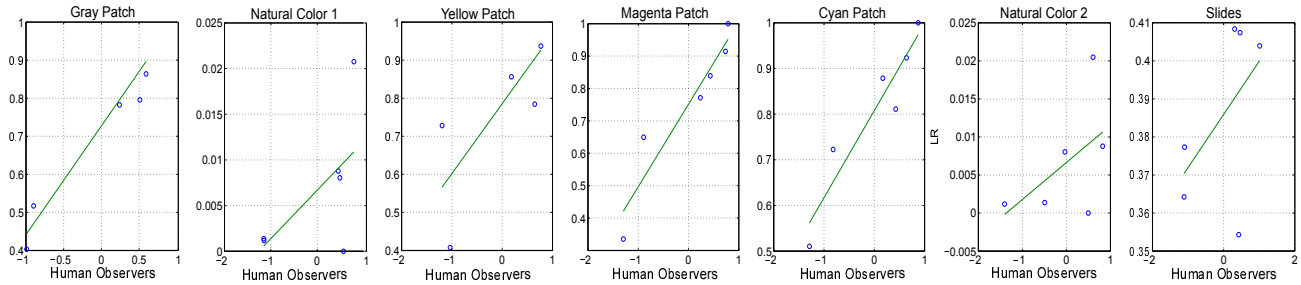 Gray Patch
1
0.9
0.8
0.7
0.6
0.5
0.4
−1 −0.5 0 0.5 1
Human Observers
Natural Color 1
0.025
0.02
0.015
0.01
0.005
0
−2 −1 0 1
Human Observers
Yellow Patch
1
0.9
0.8
0.7
0.6
0.5
0.4
−2 −1 0 1
Human Observers
Magenta Patch
1
0.9
0.8
0.7
0.6
0.5
0.4
−2 −1 0 1
Human Observers
Cyan Patch
1
0.9
0.8
0.7
0.6
0.5
−2 −1 0 1
Human Observers
Natural Color 2
LR
0.025
0.02
0.015
0.01
0.005
0
−0.005
−2 −1 0 1
Human Observers
Slides
0.41
0.4
0.39
0.38
0.37
0.36
0.35
−2 0 2
Human Observers